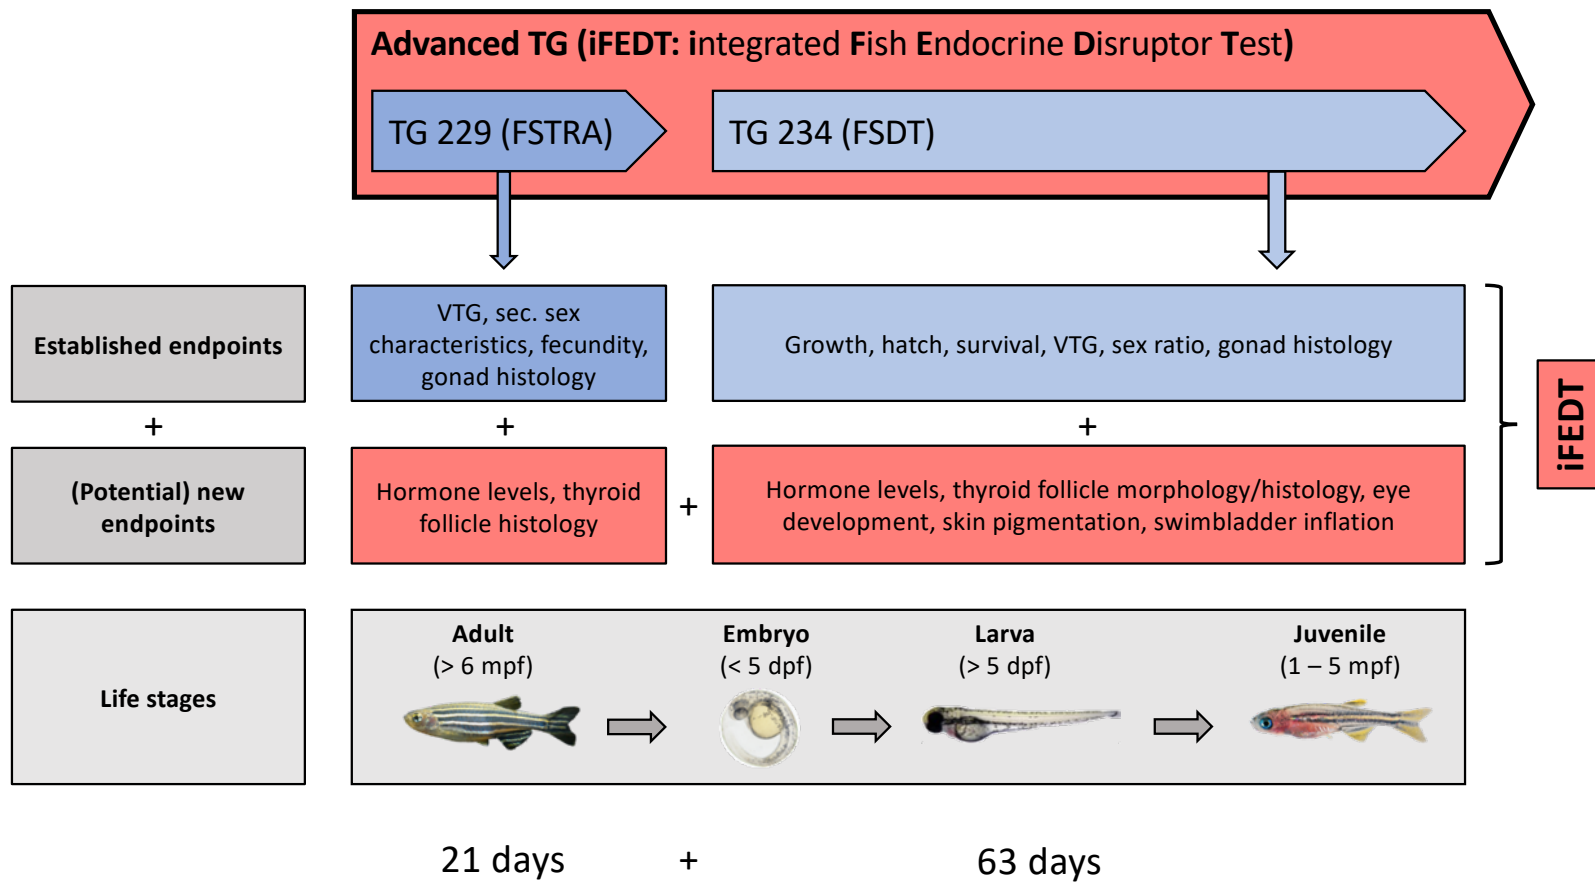 Advanced TG (iFEDT: integrated Fish Endocrine Disruptor Test)
TG 229 (FSTRA)
TG 234 (FSDT)
Established endpoints
VTG, sec. sex
characteristics, fecundity,
gonad histology
Growth, hatch, survival, VTG, sex ratio, gonad histology
+
+
+
(Potential) new
endpoints
Hormone levels, thyroid
follicle histology
+
Hormone levels, thyroid follicle morphology/histology, eye
development, skin pigmentation, swimbladder inflation
iFEDT
Life stages
Adult
(> 6 mpf)
Embryo
(< 5 dpf)
Larva
(> 5 dpf)
Juvenile
(1 – 5 mpf)
21 days
+
63 days